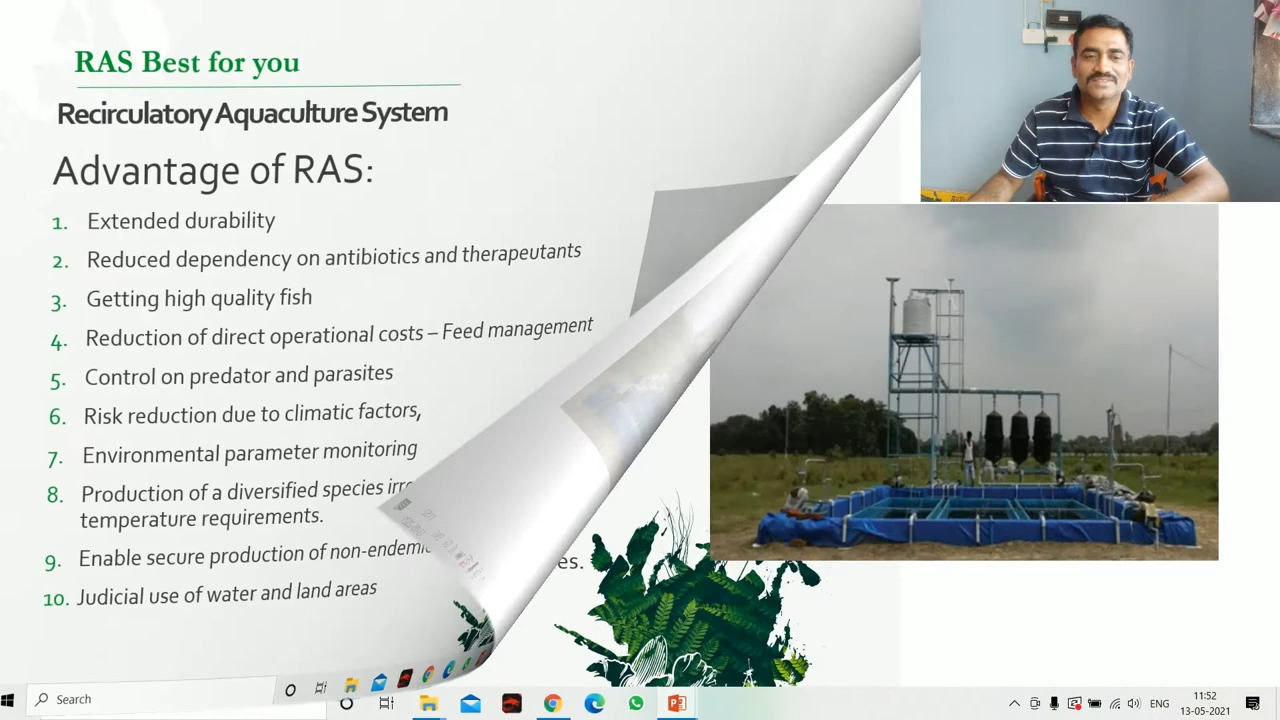 RAS Best for you
Recirculatory Aquaculture System
Advantage of RAS:
1. Extended durability
2. Reduced dependency on antibiotics and therapeutants
3. Getting high quality fish
4. Reduction of direct operational costs – Feed management
5. Control on predator and parasites
6. Risk reduction due to climatic factors,
7. Environmental parameter monitoring
8. Production of a diversified species
temperature requirements.
9. Enable secure production of
10. Judicial use of water and land areas
Search
ENG
11:52
13-05-2021